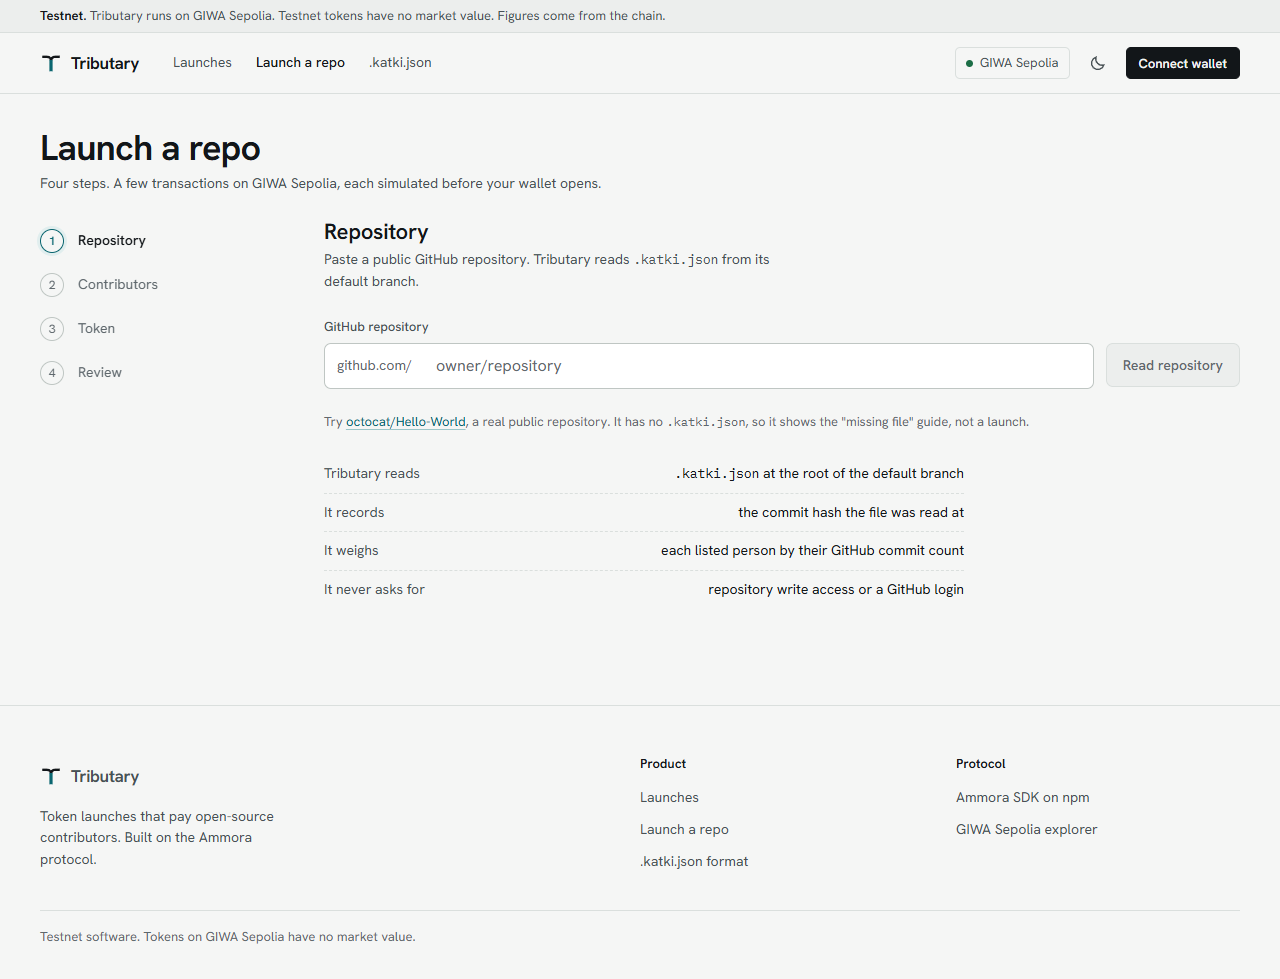 Testnet. Tributary runs on GIWA Sepolia. Testnet tokens have no market value. Figures come from the chain.
Tributary
Launches
Launch a repo
.katki.json
GIWA Sepolia
Connect wallet
Launch a repo
Four steps. A few transactions on GIWA Sepolia, each simulated before your wallet opens.
1 Repository
2 Contributors
3 Token
4 Review
Repository
Paste a public GitHub repository. Tributary reads .katki.json from its
default branch.
GitHub repository
github.com/ owner/repository
Read repository
Try octocat/Hello-World, a real public repository. It has no .katki.json, so it shows the "missing file" guide, not a launch.
Tributary reads .katki.json at the root of the default branch
It records the commit hash the file was read at
It weighs each listed person by their GitHub commit count
It never asks for repository write access or a GitHub login
Tributary
Token launches that pay open-source
contributors. Built on the Ammora
protocol.
Product
Launches
Launch a repo
.katki.json format
Protocol
Ammora SDK on npm
GIWA Sepolia explorer
Testnet software. Tokens on GIWA Sepolia have no market value.